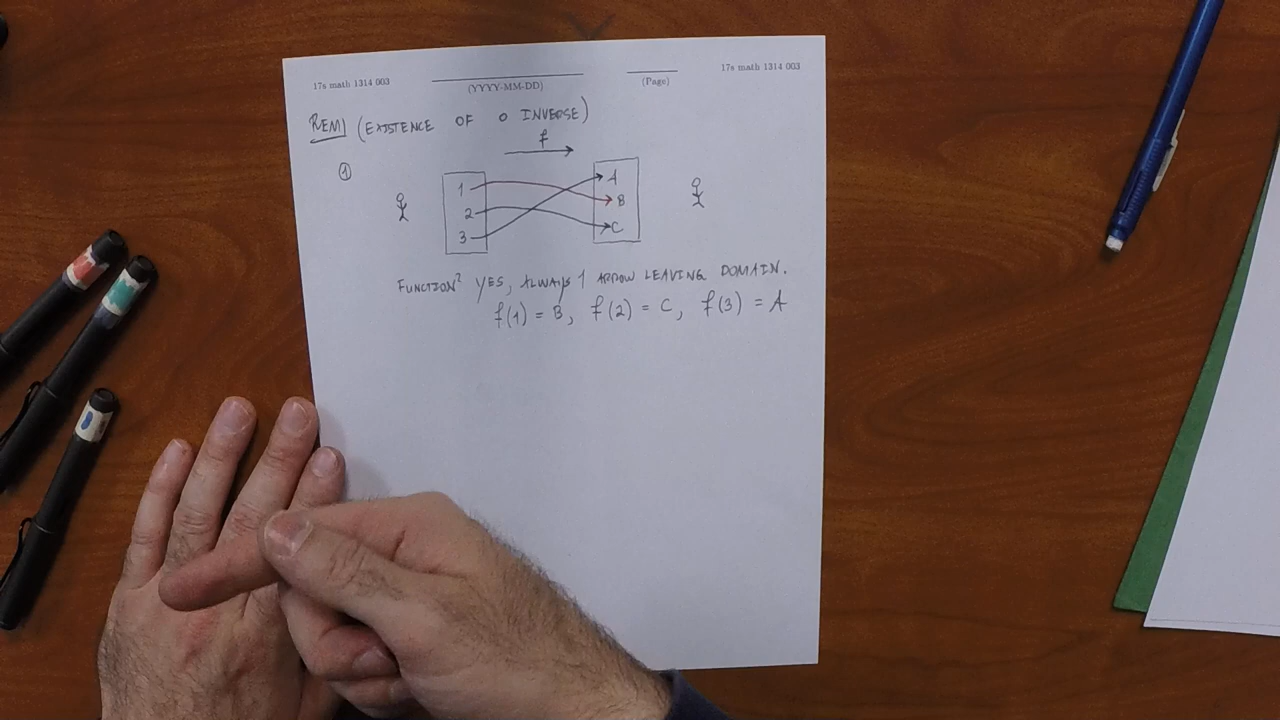 17s math 1314 003
(YYYY-MM-DD)
(Page)
17s math 1314 003
REM) (EXISTENCE OF o INVERSE)
f
①
1
2
3
A
B
C
FUNCTION? YES, ALWAYS 1 ARROW LEAVING DOMAIN.
f(1) = B, f(2) = C, f(3) = A